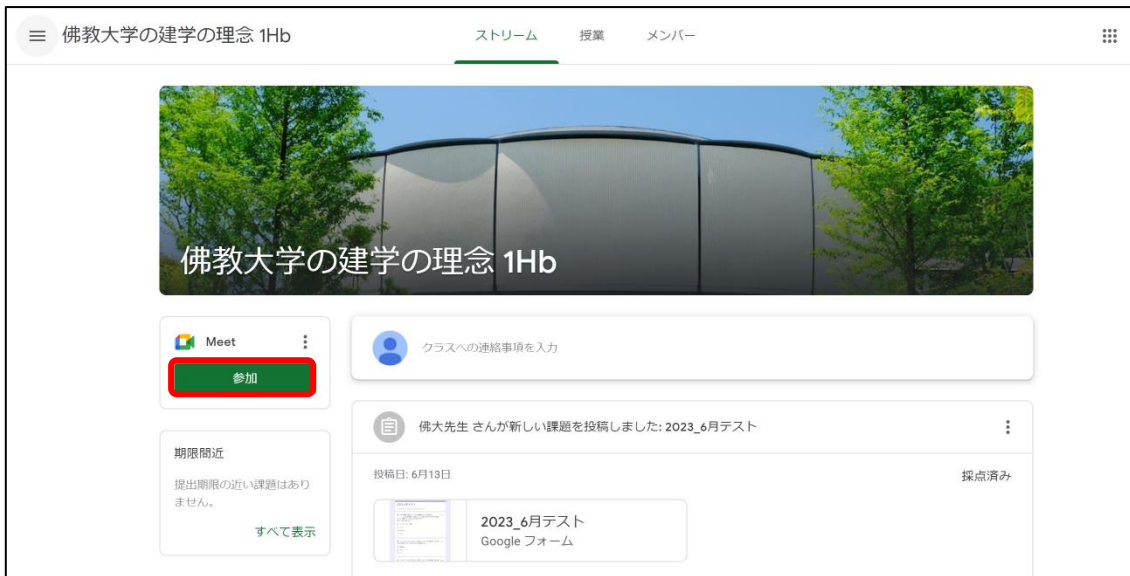 佛教大学の建学の理念 1Hb
ストリーム 授業 メンバー
佛教大学の建学の理念 1Hb
Meet
参加
クラスへの連絡事項を入力
佛大先生 さんが新しい課題を投稿しました: 2023_6月テスト
期限間近
提出期限の近い課題はあり
ません。
すべて表示
投稿日: 6月13日
採点済み
2023_6月テスト
Google フォーム